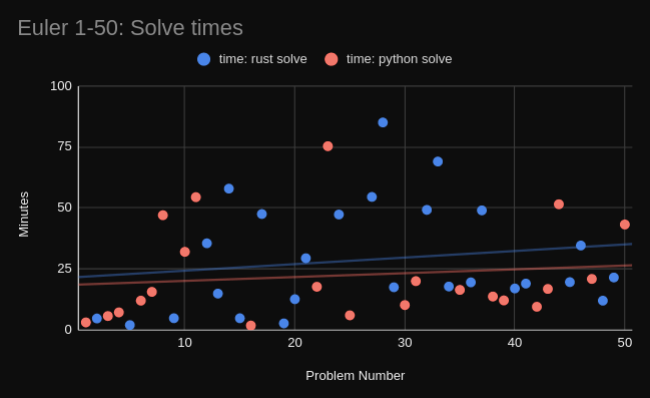 Euler 1-50: Solve times
time: rust solve time: python solve
100
75
50
25
0
Minutes
10 20 30 40 50
Problem Number